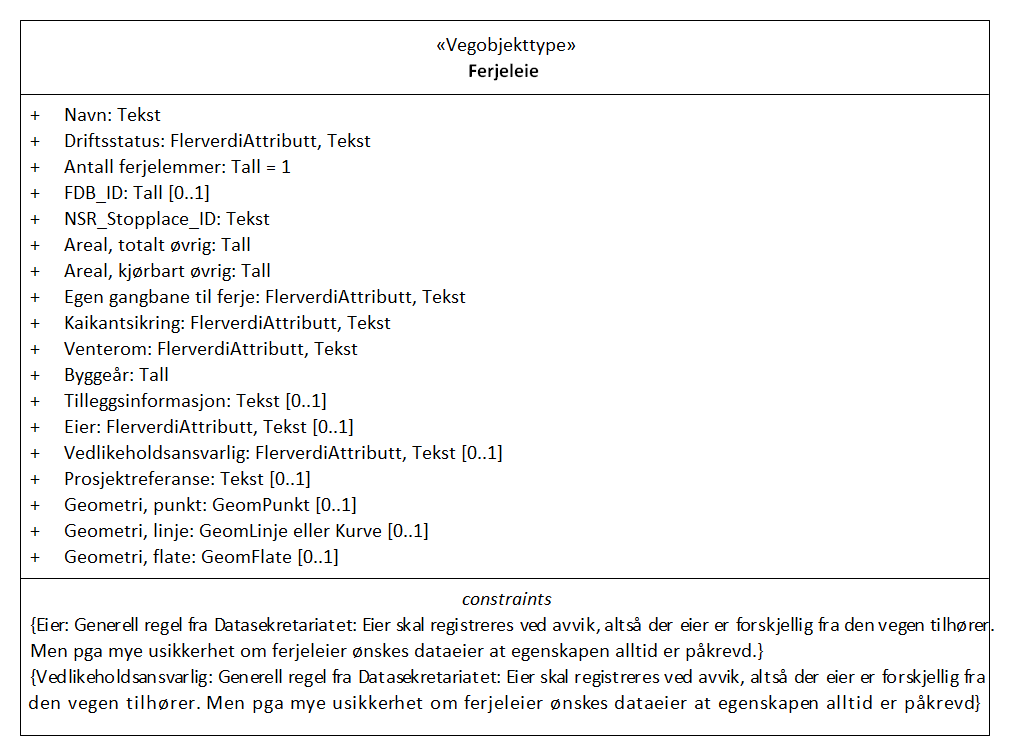 «Vegobjekttype»
Ferjeleie
+ Navn: Tekst
+ Driftsstatus: FlerverdiAttributt, Tekst
+ Antall ferjelemmer: Tall = 1
+ FDB_ID: Tall [0..1]
+ NSR_Stopplace_ID: Tekst
+ Areal, totalt øvrig: Tall
+ Areal, kjørbart øvrig: Tall
+ Egen gangbane til ferje: FlerverdiAttributt, Tekst
+ Kaikantsikring: FlerverdiAttributt, Tekst
+ Venterom: FlerverdiAttributt, Tekst
+ Byggeår: Tall
+ Tilleggsinformasjon: Tekst [0..1]
+ Eier: FlerverdiAttributt, Tekst [0..1]
+ Vedlikeholdsansvarlig: FlerverdiAttributt, Tekst [0..1]
+ Prosjektreferanse: Tekst [0..1]
+ Geometri, punkt: GeomPunkt [0..1]
+ Geometri, linje: GeomLinje eller Kurve [0..1]
+ Geometri, flate: GeomFlate [0..1]
constraints
{Eier: Generell regel fra Datasekretariatet: Eier skal registreres ved avvik, altså der eier er forskjellig fra den vegen tilhører.
Men pga mye usikkerhet om ferjeleier ønskes dataeier at egenskapen alltid er påkrevd.}
{Vedlikeholdsansvarlig: Generell regel fra Datasekretariatet: Eier skal registreres ved avvik, altså der eier er forskjellig fra
den vegen tilhører. Men pga mye usikkerhet om ferjeleier ønskes dataeier at egenskapen alltid er påkrevd}